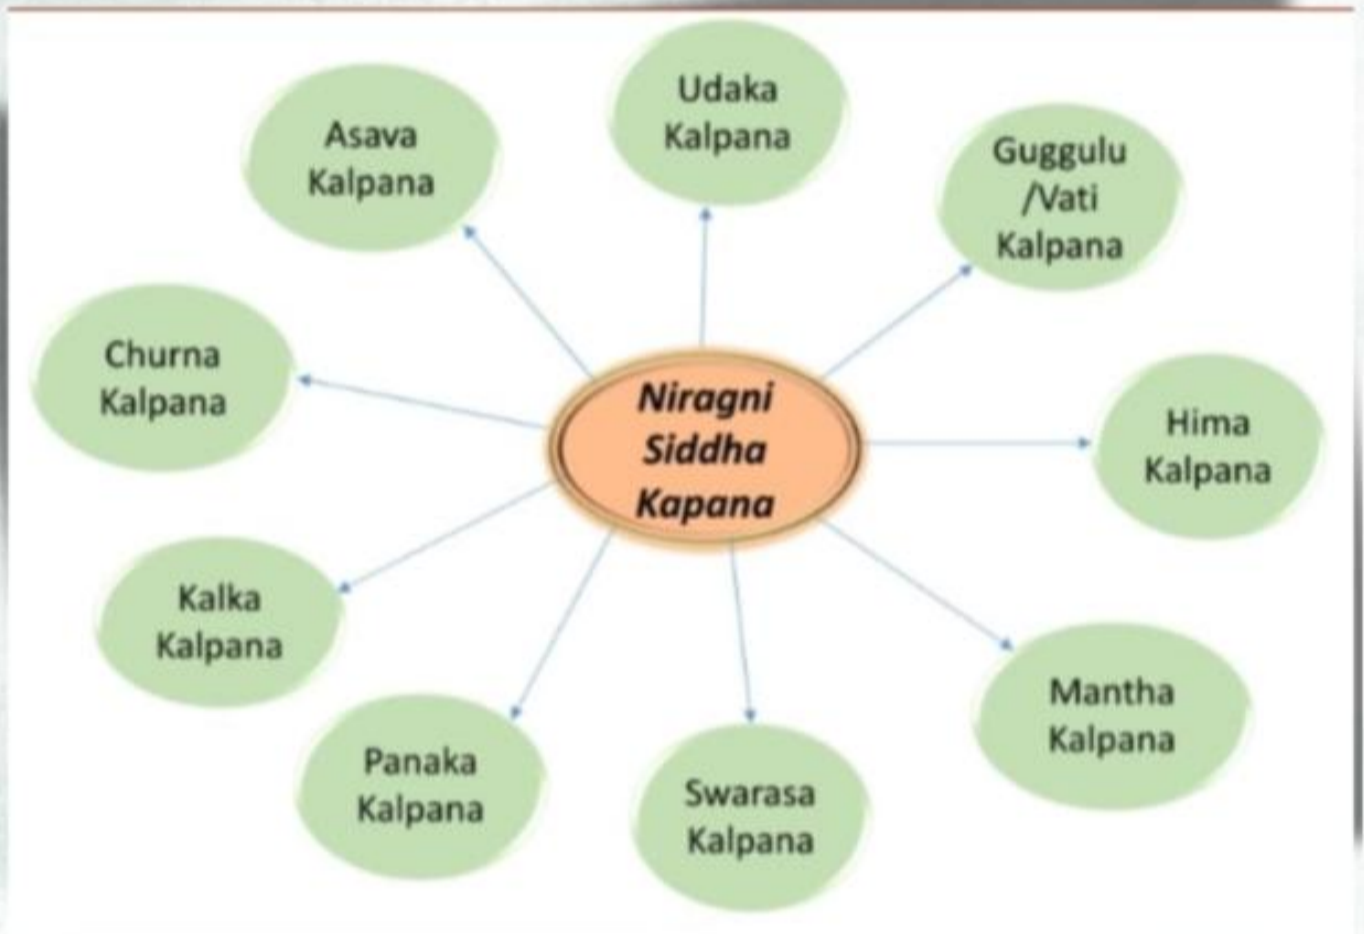 Udaka
Kalpana
Asava
Kalpana
Guggulu
/Vati
Kalpana
Churna
Kalpana
Niragni
Siddha
Kapana
Hima
Kalpana
Kalka
Kalpana
Mantha
Kalpana
Panaka
Kalpana
Swarasa
Kalpana